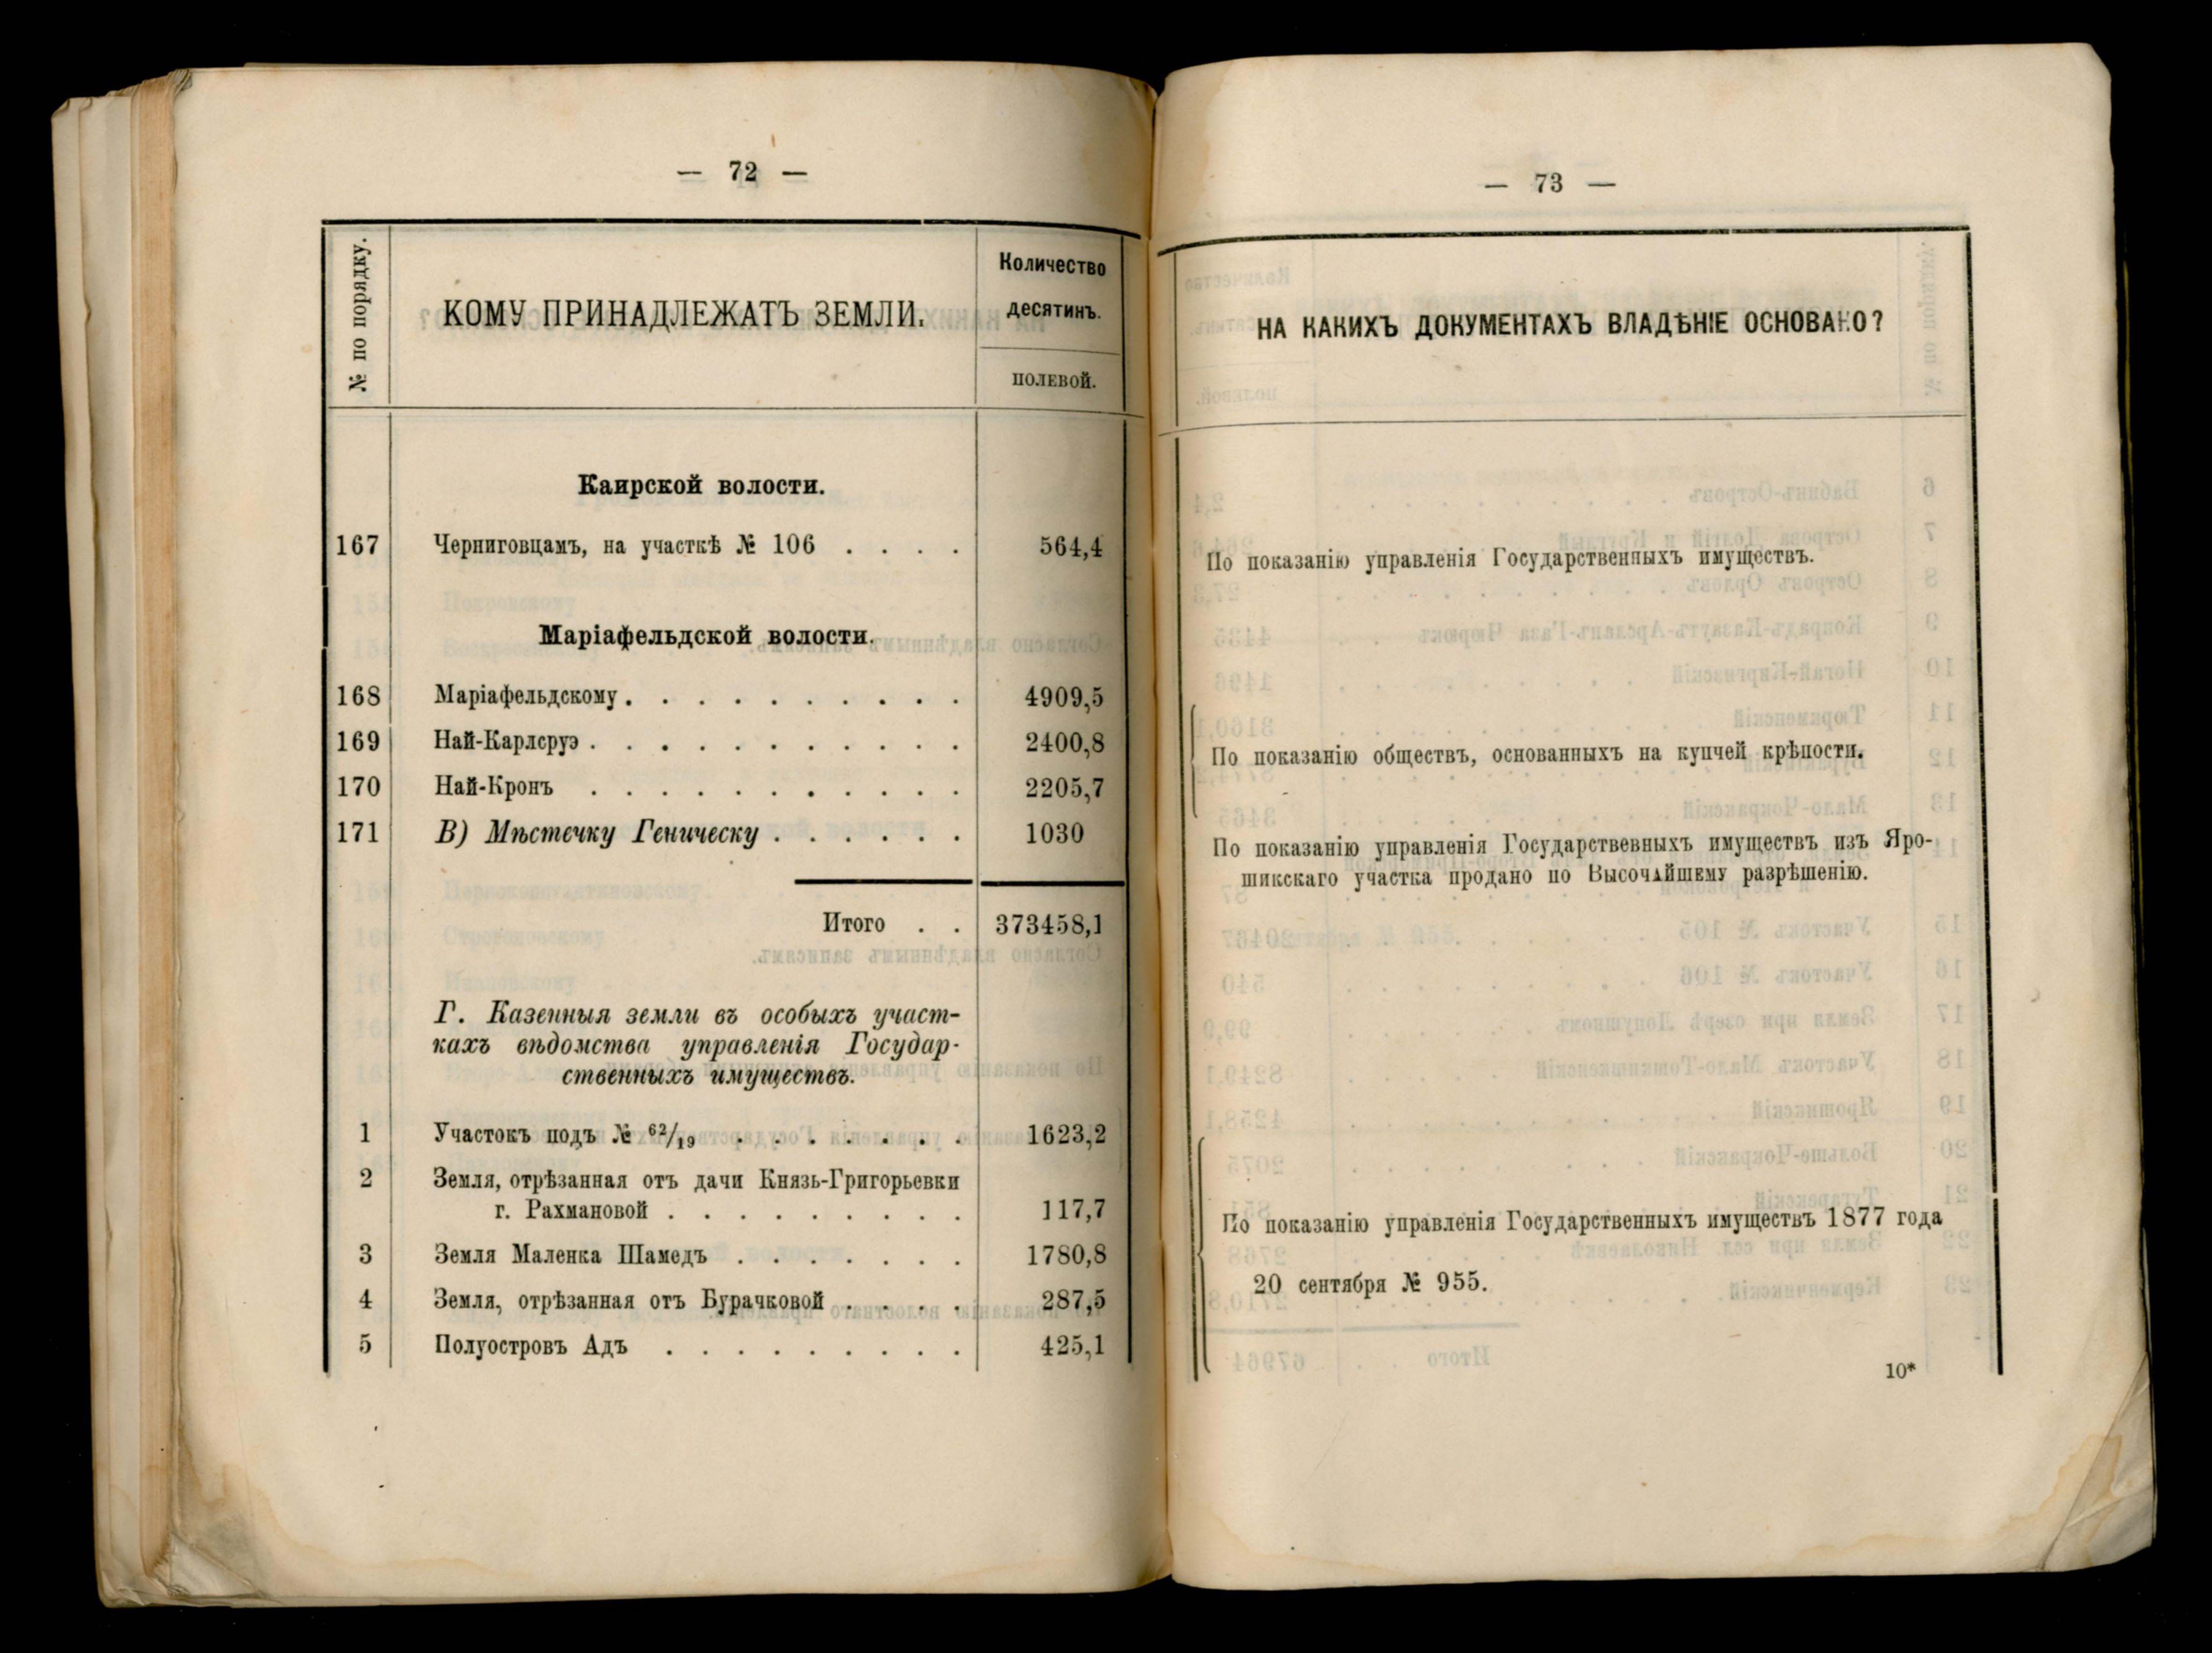 — 72 —
№ по порядку.
КОМУ ПРИНАДЛЕЖАТЪ ЗЕМЛИ.
Количество
десятинъ.
полевой.
Каирской волости.
167 Черниговцамъ, на участкѣ № 106 . . . . 564,4
Маріафельдской волости.
168 Маріафельдскому . . . . . . . . . . 4909,5
169 Най-Карлсруэ . . . . . . . . . . . 2400,8
170 Най-Кронъ . . . . . . . . . . . 2205,7
171 В) Мѣстечку Геническу . . . . . . 1030
Итого . . 373458,1
Г. Казенныя земли въ особыхъ участ-
кахъ вѣдомства управленія Государ-
ственныхъ имуществъ.
1 Участокъ подъ № 62/19 . . . . . . . 1623,2
2 Земля, отрѣзанная отъ дачи Князь-Григорьевки
г. Рахмановой . . . . . . . . . 117,7
3 Земля Маленка Шамедъ . . . . . . . 1780,8
4 Земля, отрѣзанная отъ Бурачковой . . . . 287,5
5 Полуостровъ Адъ . . . . . . . . . 425,1
— 73 —
НА КАКИХЪ ДОКУМЕНТАХЪ ВЛАДѢНІЕ ОСНОВАНО?
По показанію управленія Государственныхъ имуществъ.
По показанію обществъ, основанныхъ на купчей крѣпости.
По показанію управленія Государствевныхъ имуществъ изъ Яро-
шикскаго участка продано по Высочайшему разрѣшенію.
По показанію управленія Государственныхъ имуществъ 1877 года
20 сентября № 955.
10*